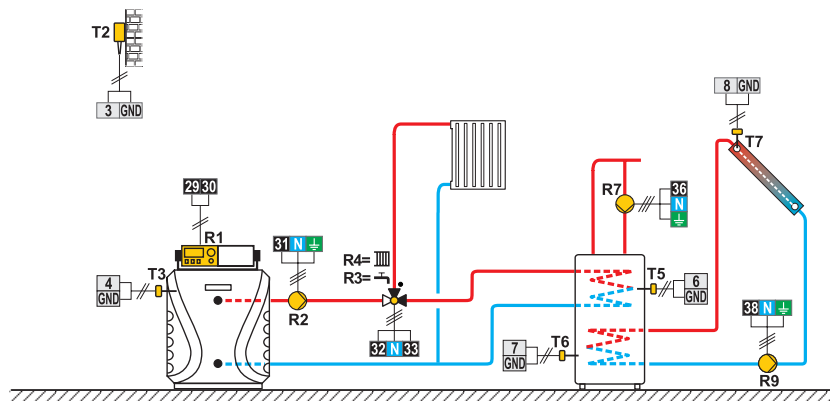 T2
3 GND
8 GND
T7
29 30
R1
31 N
R4=
R3=
R7
36
N
T3
4
GND
R2
32 N 33
T5
6
GND
T6
7
GND
38 N
R9